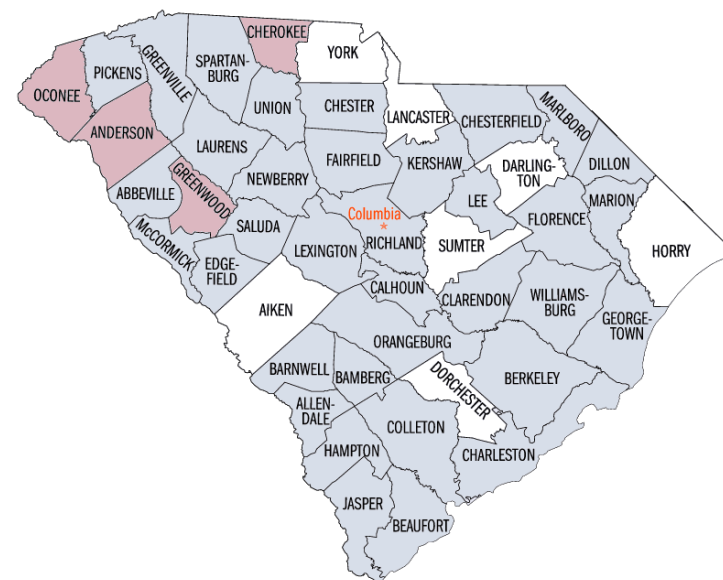 CHEROKEE
YORK
SPARTAN-
BURG
GREENVILLE
PICKENS
OCONEE
UNION
CHESTER
LANCASTER
CHESTERFIELD
MARLBORO
ANDERSON
LAURENS
FAIRFIELD
KERSHAW
DARLING-
TON
DILLON
NEWBERRY
ABBEVILLE
GREENWOOD
LEE
MARION
Columbia
FLORENCE
SALUDA
McCORMICK
LEXINGTON
RICHLAND
SUMTER
HORRY
EDGE-
FIELD
CALHOUN
CLARENDON
WILLIAMS-
BURG
AIKEN
GEORGE-
TOWN
ORANGEBURG
BARNWELL
BAMBERG
DORCHESTER
BERKELEY
ALLEN-
DALE
COLLETON
HAMPTON
CHARLESTON
JASPER
BEAUFORT